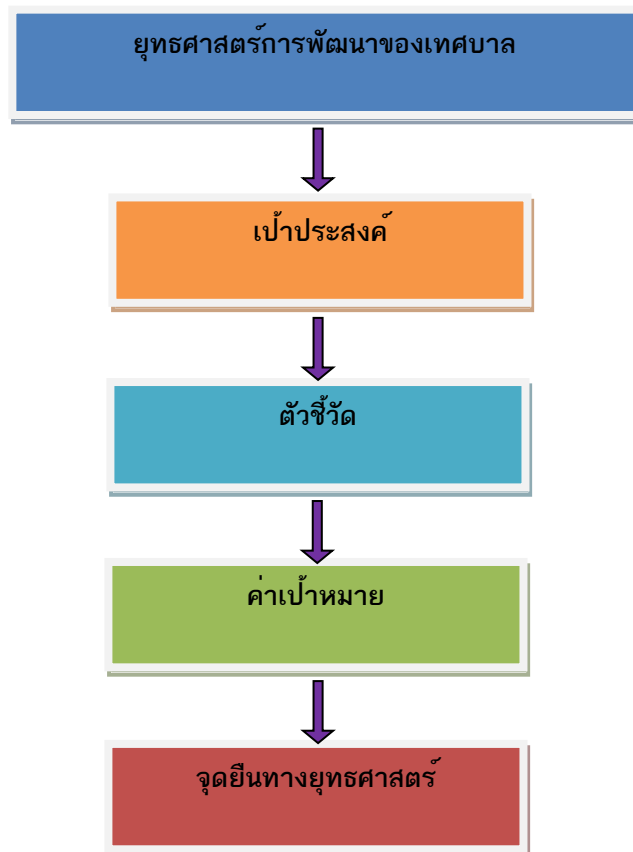 ยุทธศาสตร์การพัฒนาของเทศบาล
เป้าประสงค์
ตัวชี้วัด
ค่าเป้าหมาย
จุดยืนทางยุทธศาสตร์